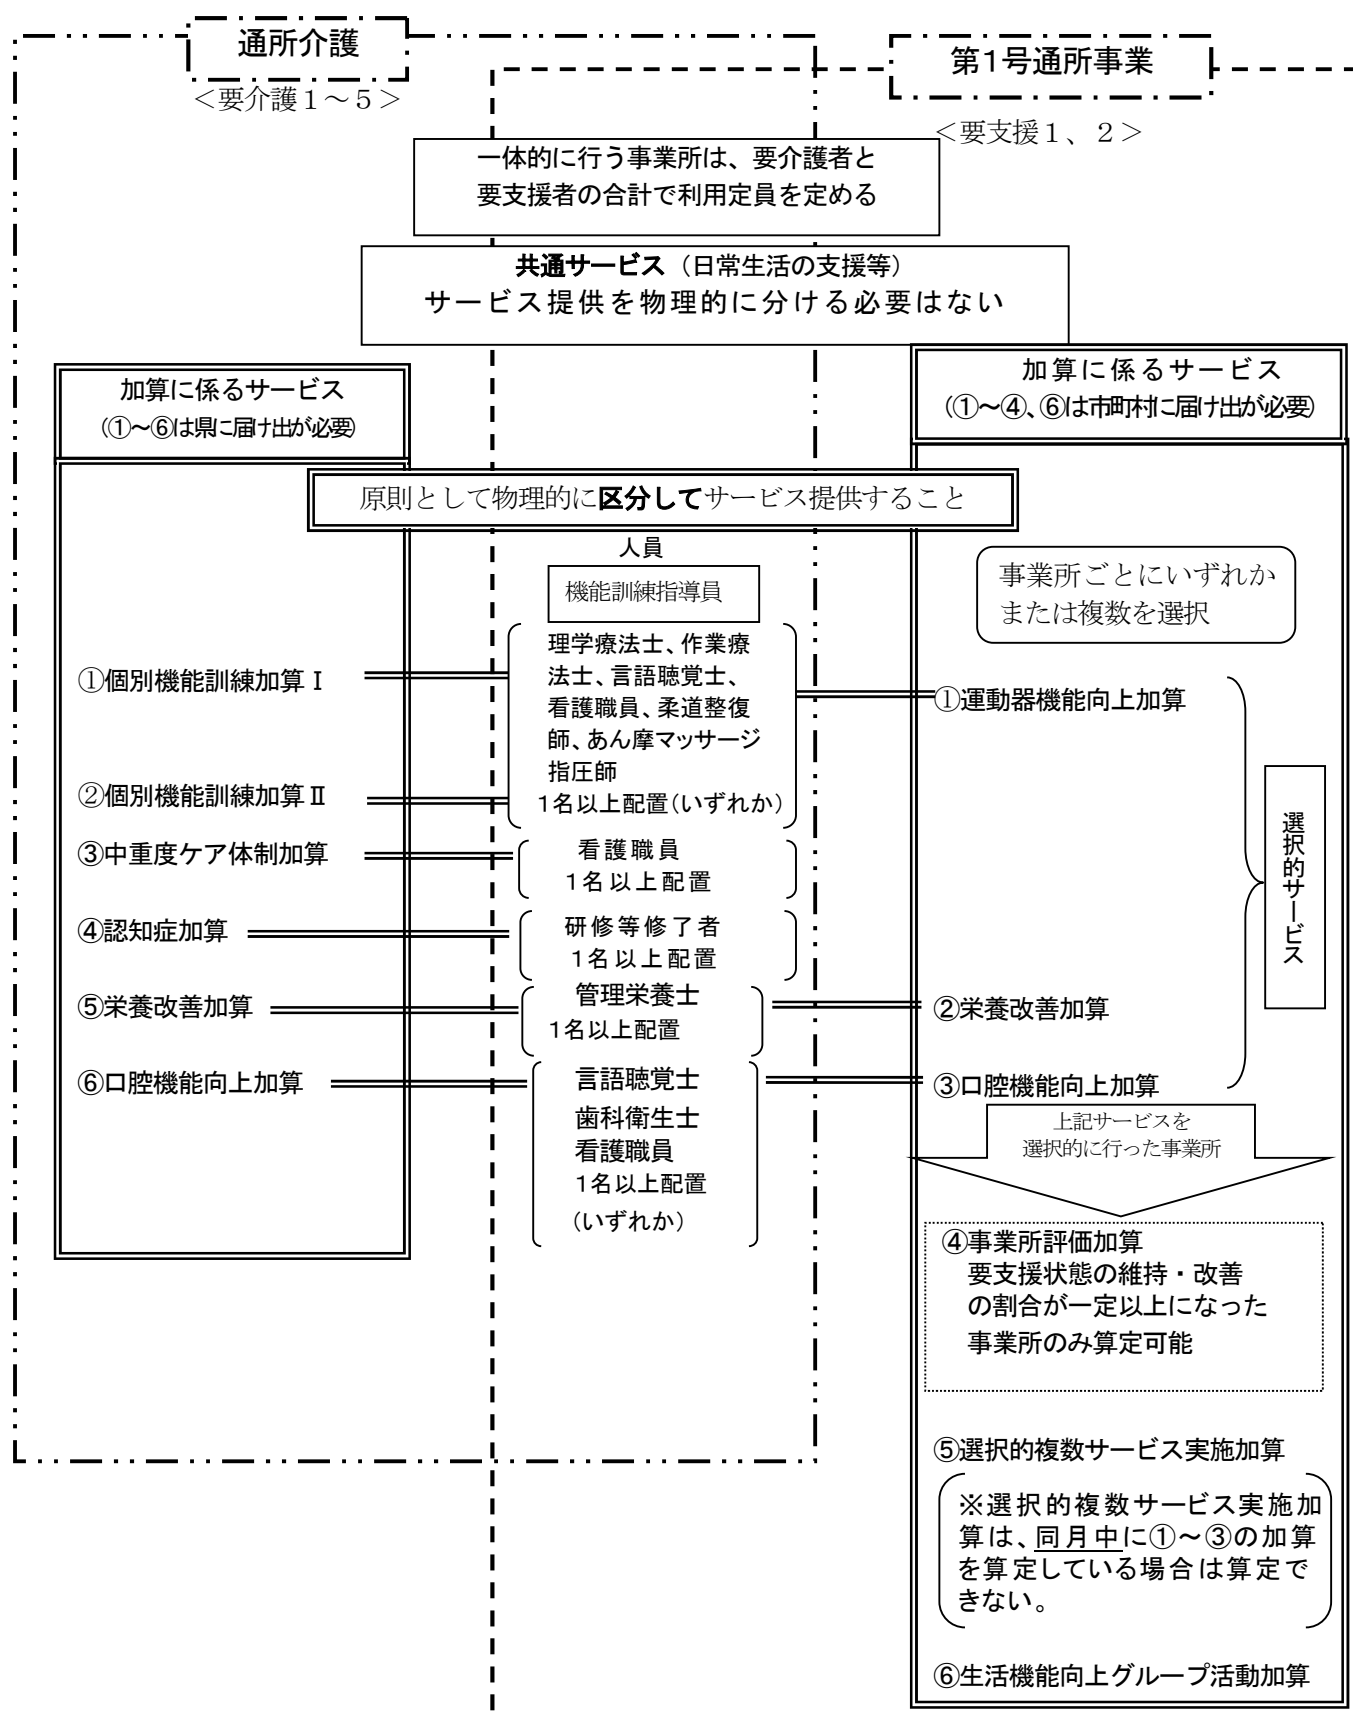 通所介護
＜要介護１～５＞
第1号通所事業
＜要支援１、２＞
一体的に行う事業所は、要介護者と
要支援者の合計で利用定員を定める
共通サービス（日常生活の支援等）
サービス提供を物理的に分ける必要はない
加算に係るサービス
(①～⑥は県に届け出が必要)
加算に係るサービス
(①～④、⑥は市町村に届け出が必要)
原則として物理的に区分してサービス提供すること
人員
機能訓練指導員
理学療法士、作業療
法士、言語聴覚士、
看護職員、柔道整復
師、あん摩マッサージ
指圧師
1名以上配置(いずれか)
看護職員
1名以上配置
研修等修了者
1名以上配置
管理栄養士
1名以上配置
言語聴覚士
歯科衛生士
看護職員
1名以上配置
(いずれか)
①個別機能訓練加算Ⅰ
②個別機能訓練加算Ⅱ
③中重度ケア体制加算
④認知症加算
⑤栄養改善加算
⑥口腔機能向上加算
事業所ごとにいずれか
または複数を選択
①運動器機能向上加算
②栄養改善加算
③口腔機能向上加算
選択的サービス
上記サービスを
選択的に行った事業所
④事業所評価加算
要支援状態の維持・改善
の割合が一定以上になった
事業所のみ算定可能
⑤選択的複数サービス実施加算
※選択的複数サービス実施加
算は、同月中に①～③の加算
を算定している場合は算定で
きない。
⑥生活機能向上グループ活動加算